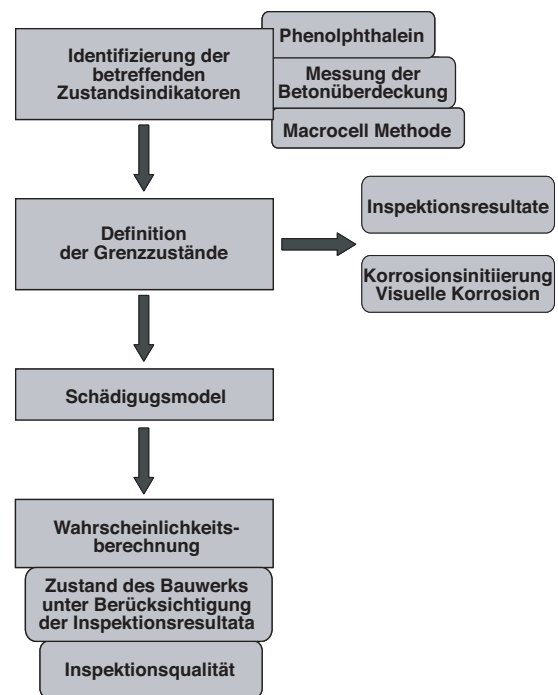 Identifizierung der
betreffenden
Zustandsindikatoren
Phenolphthalein
Messung der
Betonüberdeckung
Macrocell Methode
Definition
der Grenzzustände
Inspektionsresultate
Korrosionsinitiierung
Visuelle Korrosion
Schädigugsmodel
Wahrscheinlichkeits-
berechnung
Zustand des Bauwerks
unter Berücksichtigung
der Inspektionsresultata
Inspektionsqualität